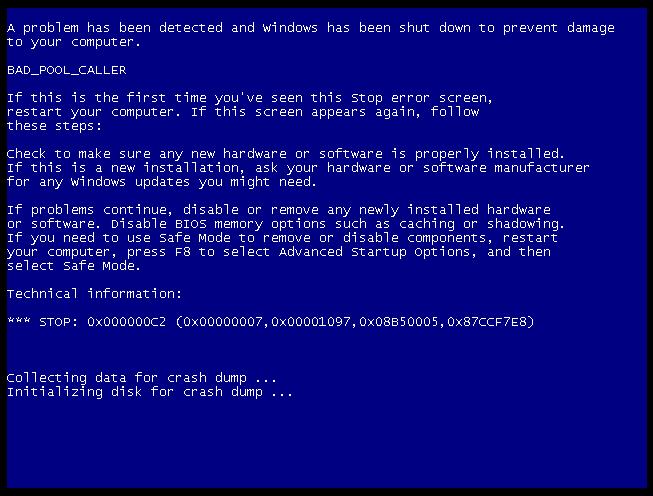 A problem has been detected and Windows has been shut down to prevent damage
to your computer.
BAD_POOL_CALLER
If this is the first time you've seen this Stop error screen,
restart your computer. If this screen appears again, follow
these steps:
Check to make sure any new hardware or software is properly installed.
If this is a new installation, ask your hardware or software manufacturer
for any Windows updates you might need.
If problems continue, disable or remove any newly installed hardware
or software. Disable BIOS memory options such as caching or shadowing.
If you need to use Safe Mode to remove or disable components, restart
your computer, press F8 to select Advanced Startup Options, and then
select Safe Mode.
Technical information:
*** STOP: 0x000000C2 (0x00000007,0x00001097,0x08B50005,0x87CCF7E8)
Collecting data for crash dump ...
Initializing disk for crash dump ...